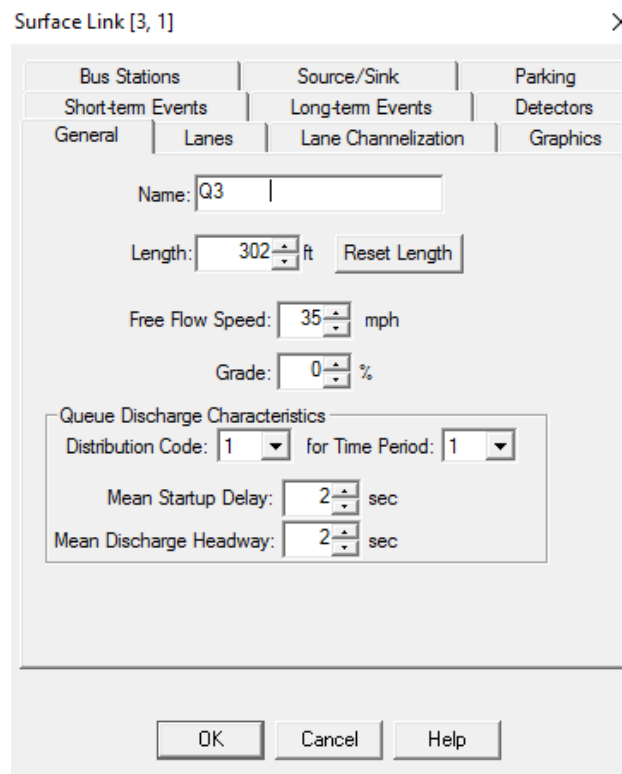 Surface Link [3, 1]
Bus Stations Source/Sink Parking
Short-term Events Long-term Events Detectors
General Lanes Lane Channelization Graphics
Name: Q3
Length: 302 ft Reset Length
Free Flow Speed: 35 mph
Grade: 0 %
Queue Discharge Characteristics
Distribution Code: 1 for Time Period: 1
Mean Startup Delay: 2 sec
Mean Discharge Headway: 2 sec
OK Cancel Help